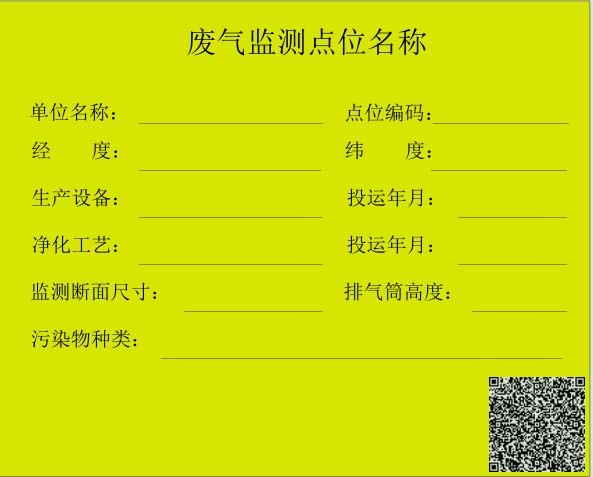 废气监测点位名称
单位名称： 点位编码：
经 度： 纬 度：
生产设备： 投运年月：
净化工艺： 投运年月：
监测断面尺寸： 排气筒高度：
污染物种类：